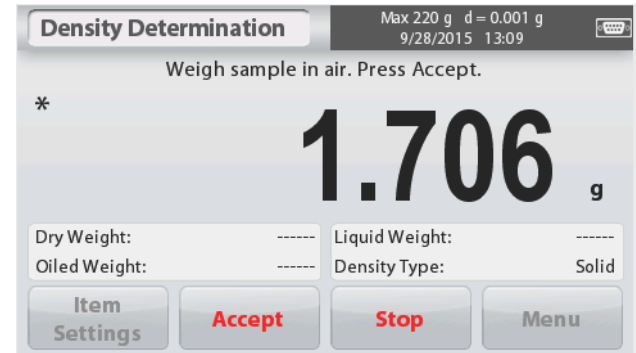 Density Determination
Max 220 g d = 0.001 g
9/28/2015 13:09
Weigh sample in air. Press Accept.
*
1.706 g
Dry Weight: ------ Liquid Weight: ------
Oiled Weight: ------ Density Type: Solid
Item
Settings
Accept
Stop
Menu